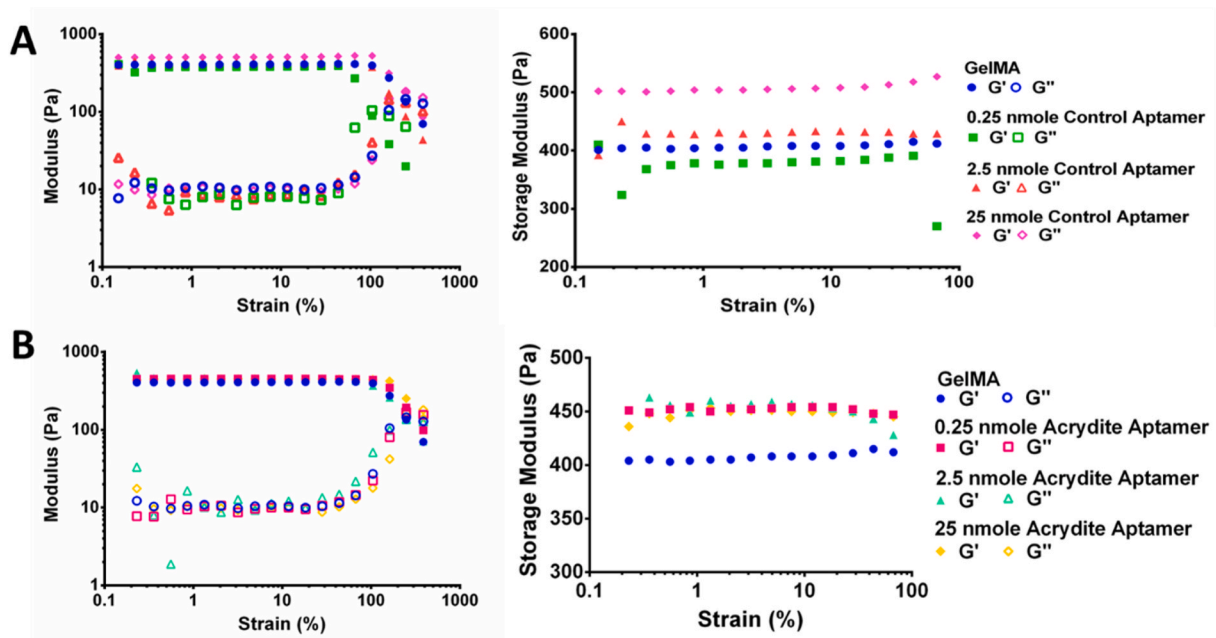 A
Modulus (Pa)
1000
100
10
1
0.1 1 10 100 1000
Strain (%)
Storage Modulus (Pa)
600
500
400
300
200
0.1 1 10 100
Strain (%)
GelMA
G' G"
0.25 nmole Control Aptamer
G' G"
2.5 nmole Control Aptamer
G' G"
25 nmole Control Aptamer
G' G"
B
Modulus (Pa)
1000
100
10
1
0.1 1 10 100 1000
Strain (%)
Storage Modulus (Pa)
500
450
400
350
300
0.1 1 10 100
Strain (%)
GelMA
G' G"
0.25 nmole Acrydite Aptamer
G' G"
2.5 nmole Acrydite Aptamer
G' G"
25 nmole Acrydite Aptamer
G' G"